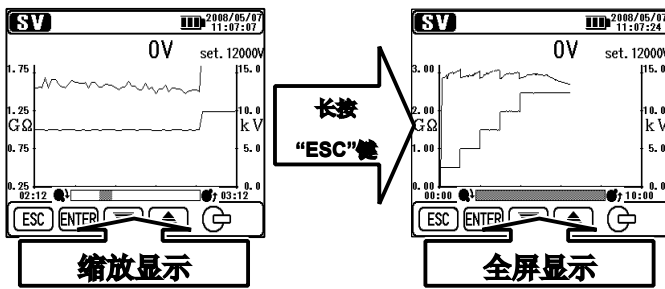 SV
2008/05/07
11:07:07
0V
set. 12000V
1.75
15.0
1.25
10.0
GΩ
kV
0.75
5.0
0.25
0.0
02:12
03:12
ESC
ENTER
缩放显示
长按
“ESC”键
SV
2008/05/07
11:07:24
0V
set. 12000V
3.00
15.0
2.00
10.0
GΩ
kV
1.00
5.0
0.0
00:00
10:00
ESC
ENTER
全屏显示